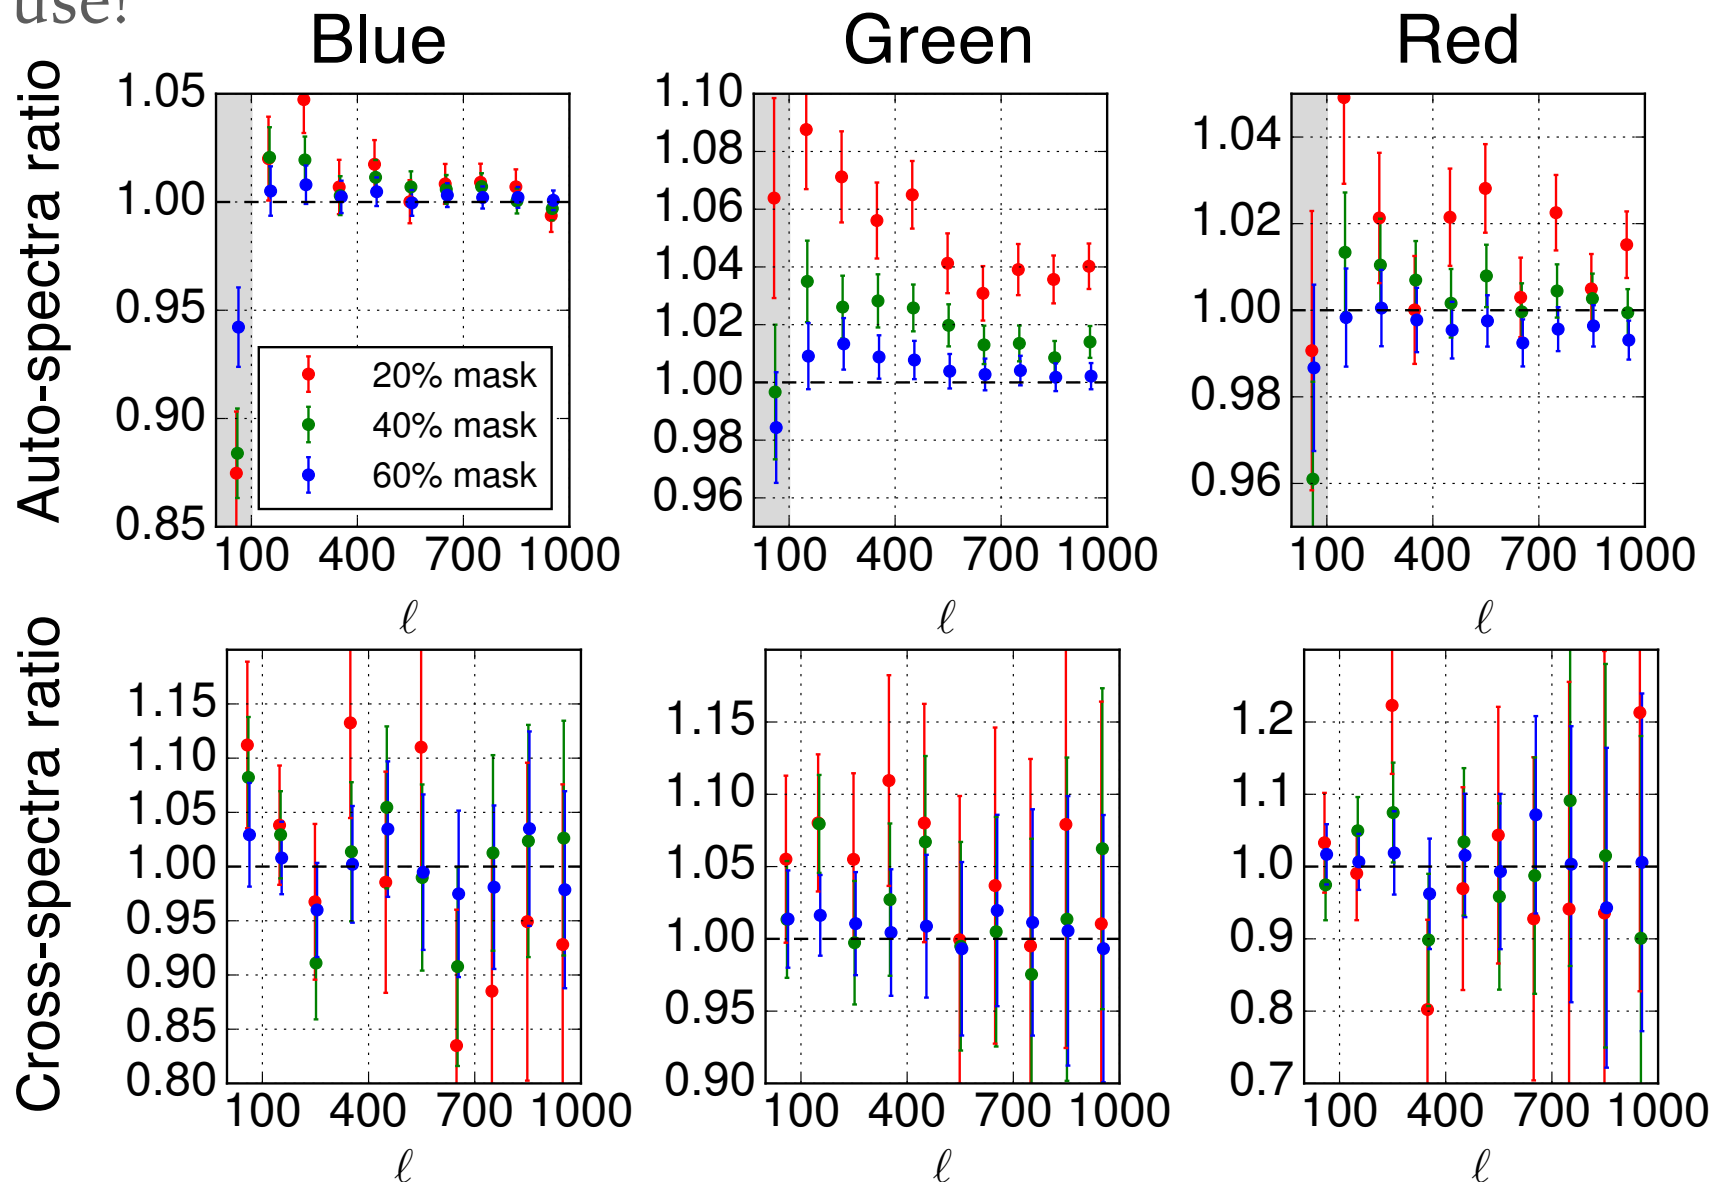 use!
Blue Green Red
Auto-spectra ratio
1.05
1.00
0.95
0.90
0.85
100 400 700 1000
ℓ
20% mask
40% mask
60% mask
1.10
1.08
1.06
1.04
1.02
1.00
0.98
0.96
100 400 700 1000
ℓ
1.04
1.02
1.00
0.98
0.96
100 400 700 1000
ℓ
Cross-spectra ratio
1.15
1.10
1.05
1.00
0.95
0.90
0.85
0.80
100 400 700 1000
ℓ
1.15
1.10
1.05
1.00
0.95
0.90
100 400 700 1000
ℓ
1.2
1.1
1.0
0.9
0.8
0.7
100 400 700 1000
ℓ